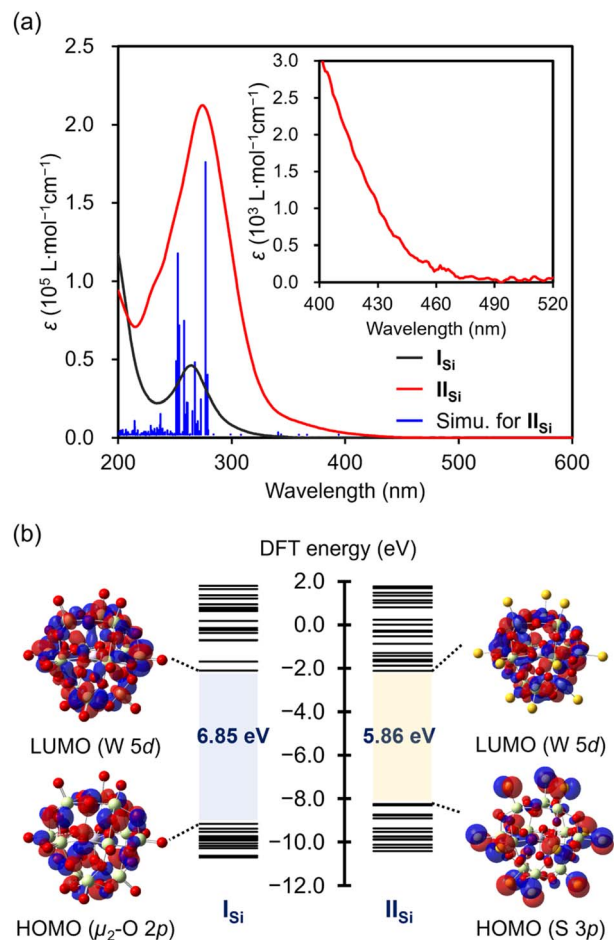 (a)
2.5
2.0
1.5
1.0
0.5
0.0
ε (10⁵ L·mol⁻¹cm⁻¹)
200 300 400 500 600
Wavelength (nm)
3.0
2.5
2.0
1.5
1.0
0.5
0.0
ε (10³ L·mol⁻¹cm⁻¹)
400 430 460 490 520
Wavelength (nm)
I_Si
II_Si
Simu. for II_Si
(b)
DFT energy (eV)
2.0
0.0
−2.0
−4.0
−6.0
−8.0
−10.0
−12.0
LUMO (W 5d)
6.85 eV
5.86 eV
LUMO (W 5d)
HOMO (μ₂-O 2p)
I_Si
II_Si
HOMO (S 3p)